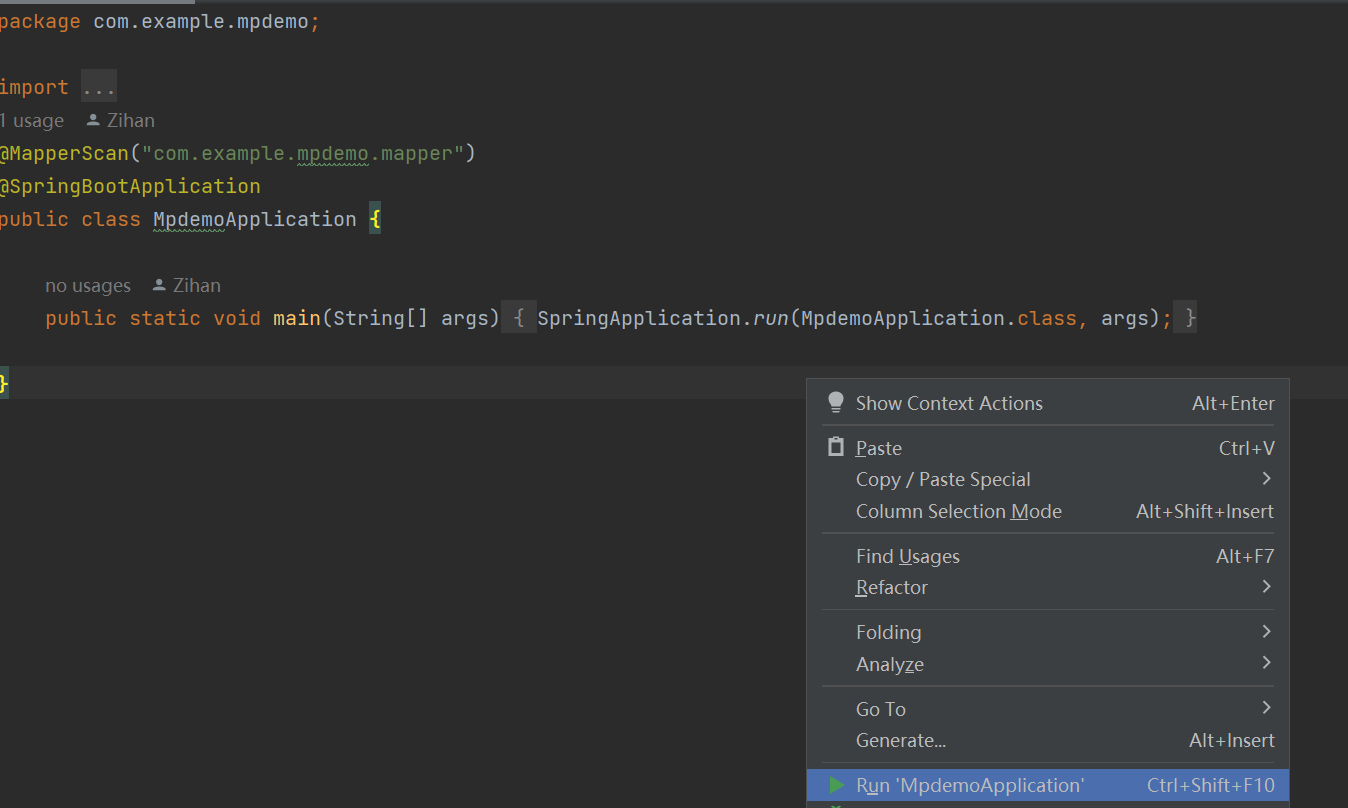 package com.example.mpdemo;
import ...
1 usage Zihan
@MapperScan("com.example.mpdemo.mapper")
@SpringBootApplication
public class MpdemoApplication {
no usages Zihan
public static void main(String[] args) { SpringApplication.run(MpdemoApplication.class, args); }
}
Show Context Actions Alt+Enter
Paste Ctrl+V
Copy / Paste Special
Column Selection Mode Alt+Shift+Insert
Find Usages Alt+F7
Refactor
Folding
Analyze
Go To
Generate... Alt+Insert
Run 'MpdemoApplication' Ctrl+Shift+F10